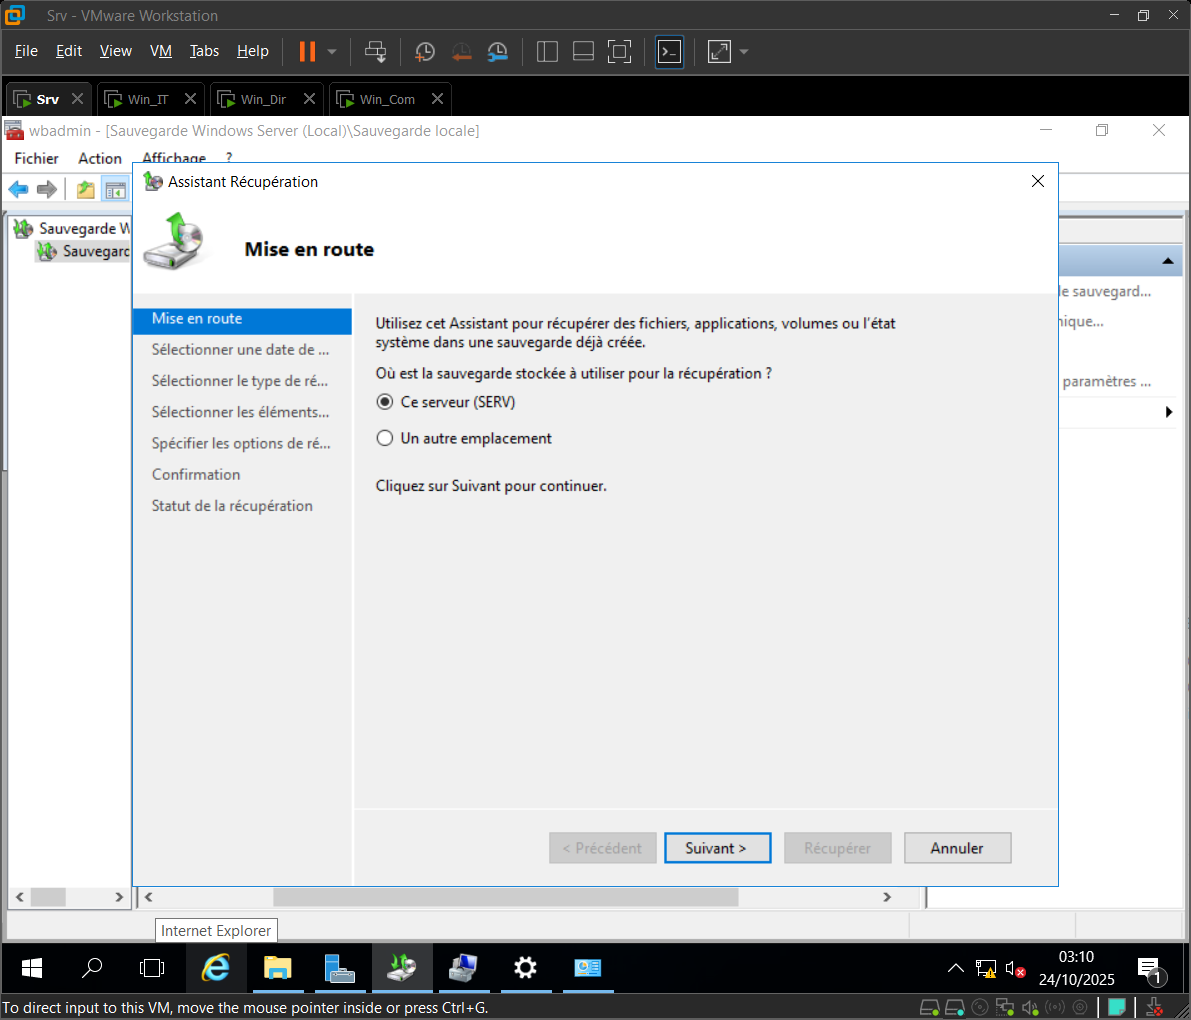 Srv - VMware Workstation
File Edit View VM Tabs Help
Srv Win_IT Win_Dir Win_Com
wbadmin - [Sauvegarde Windows Server (Local)\Sauvegarde locale]
Fichier Action Affichage ?
Assistant Récupération
Sauvegarde W
Sauvegard
Mise en route
Mise en route
Sélectionner une date de ...
Sélectionner le type de ré...
Sélectionner les éléments...
Spécifier les options de ré...
Confirmation
Statut de la récupération
Utilisez cet Assistant pour récupérer des fichiers, applications, volumes ou l'état
système dans une sauvegarde déjà créée.
Où est la sauvegarde stockée à utiliser pour la récupération ?
Ce serveur (SERV)
Un autre emplacement
Cliquez sur Suivant pour continuer.
le sauvegard...
nique...
paramètres ...
< Précédent Suivant > Récupérer Annuler
Internet Explorer
03:10
24/10/2025
1
To direct input to this VM, move the mouse pointer inside or press Ctrl+G.